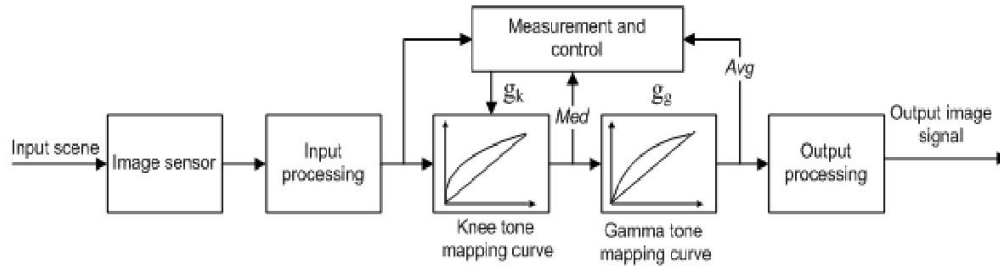 Measurement and
control
g_k
Med
g_g
Avg
Input scene
Image sensor
Input
processing
Knee tone
mapping curve
Gamma tone
mapping curve
Output
processing
Output image
signal